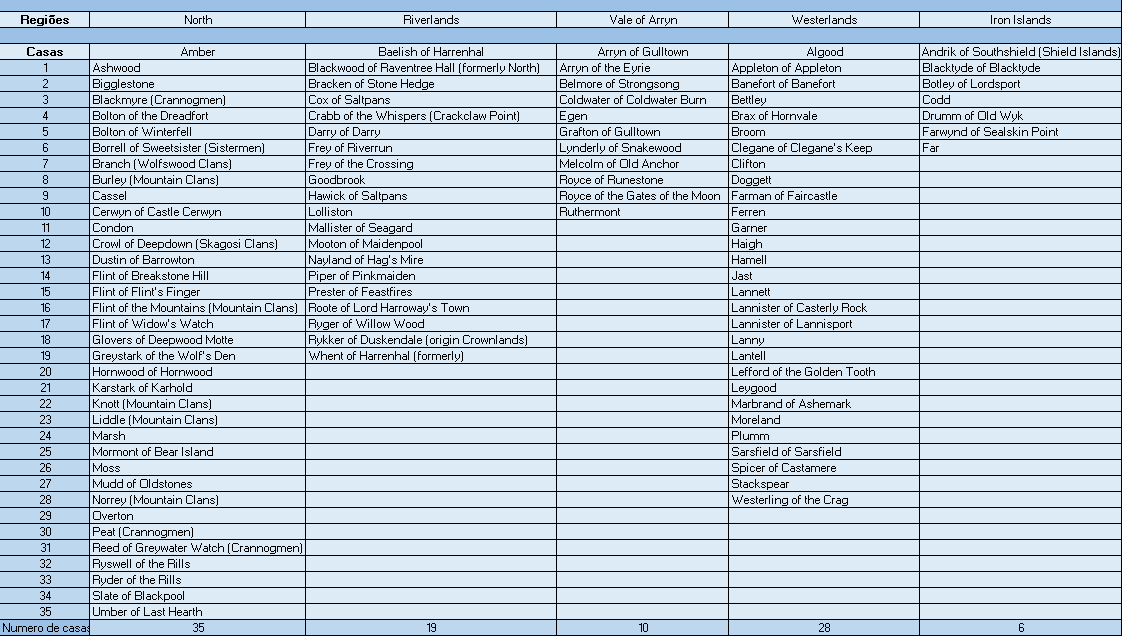 Regiões North Riverlands Vale of Arryn Westerlands Iron Islands
Casas Amber Baelish of Harrenhal Arryn of Gulltown Algood Andrik of Southshield (Shield Islands)
1 Ashwood Blackwood of Raventree Hall (formerly North) Arryn of the Eyrie Appleton of Appleton Blacktyde of Blacktyde
2 Bigglestone Bracken of Stone Hedge Belmore of Strongsong Banefort of Banefort Botley of Lordsport
3 Blackmyre (Crannogmen) Cox of Saltpans Coldwater of Coldwater Burn Bettley Codd
4 Bolton of the Dreadfort Crabb of the Whispers (Crackclaw Point) Egen Brax of Hornvale Drumm of Old Wyk
5 Bolton of Winterfell Darry of Darry Grafton of Gulltown Broom Farwynd of Sealskin Point
6 Borrell of Sweetsister (Sistermen) Frey of Riverrun Lynderly of Snakewood Clegane of Clegane's Keep Far
7 Branch (Wolfswood Clans) Frey of the Crossing Melcolm of Old Anchor Clifton
8 Burley (Mountain Clans) Goodbrook Royce of Runestone Doggett
9 Cassel Hawick of Saltpans Royce of the Gates of the Moon Farman of Faircastle
10 Cerwyn of Castle Cerwyn Lolliston Ruthermont Ferren
11 Condon Mallister of Seagard Garner
12 Crowl of Deepdown (Skagosi Clans) Mooton of Maidenpool Haigh
13 Dustin of Barrowton Nayland of Hag's Mire Hamell
14 Flint of Breakstone Hill Piper of Pinkmaiden Jast
15 Flint of Flint's Finger Prester of Feastfires Lannett
16 Flint of the Mountains (Mountain Clans) Roote of Lord Harroway's Town Lannister of Casterly Rock
17 Flint of Widow's Watch Ryger of Willow Wood Lannister of Lannisport
18 Glovers of Deepwood Motte Rykker of Duskendale (origin Crownlands) Lanny
19 Greystark of the Wolf's Den Whent of Harrenhal (formerly) Lantell
20 Hornwood of Hornwood Lefford of the Golden Tooth
21 Karstark of Karhold Leygood
22 Knott (Mountain Clans) Marbrand of Ashemark
23 Liddle (Mountain Clans) Moreland
24 Marsh Plumm
25 Mormont of Bear Island Sarsfield of Sarsfield
26 Moss Spicer of Castamere
27 Mudd of Oldstones Stackspear
28 Norrey (Mountain Clans) Westerling of the Crag
29 Overton
30 Peat (Crannogmen)
31 Reed of Greywater Watch (Crannogmen)
32 Ryswell of the Rills
33 Ryder of the Rills
34 Slate of Blackpool
35 Umber of Last Hearth
Numero de casas 35 19 10 28 6